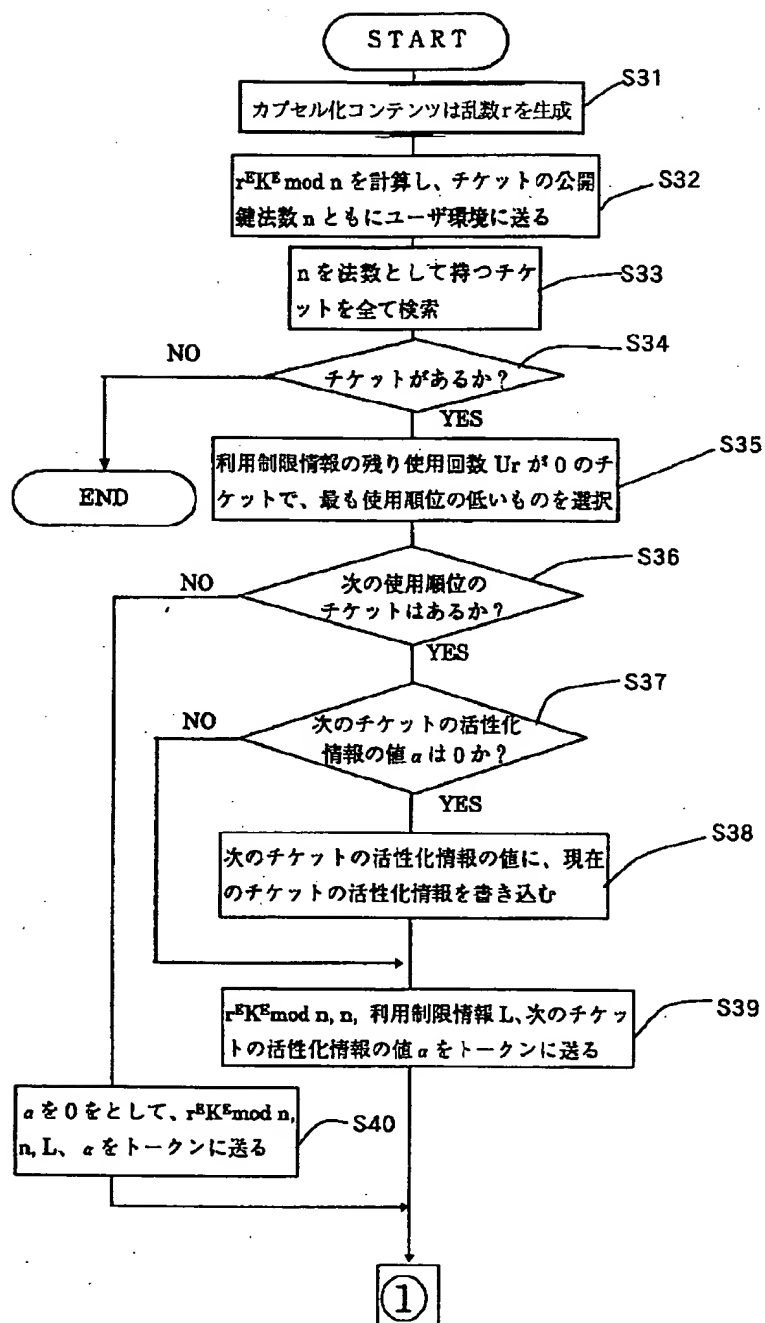 START
S31
カプセル化コンテンツは乱数rを生成
S32
r^EK^E mod n を計算し、チケットの公開
鍵法数 n ともにユーザ環境に送る
S33
n を法数として持つチケ
ットを全て検索
S34
NO
チケットがあるか?
YES
S35
END
利用制限情報の残り使用回数 Ur が 0 のチ
ケットで、最も使用順位の低いものを選択
S36
NO
次の使用順位の
チケットはあるか?
YES
S37
NO
次のチケットの活性化
情報の値αは0か?
YES
S38
次のチケットの活性化情報の値に、現在
のチケットの活性化情報を書き込む
S39
r^EK^E mod n, n, 利用制限情報 L、次のチケッ
トの活性化情報の値αをトークンに送る
S40
αを0をとして、r^EK^E mod n,
n, L、αをトークンに送る
①